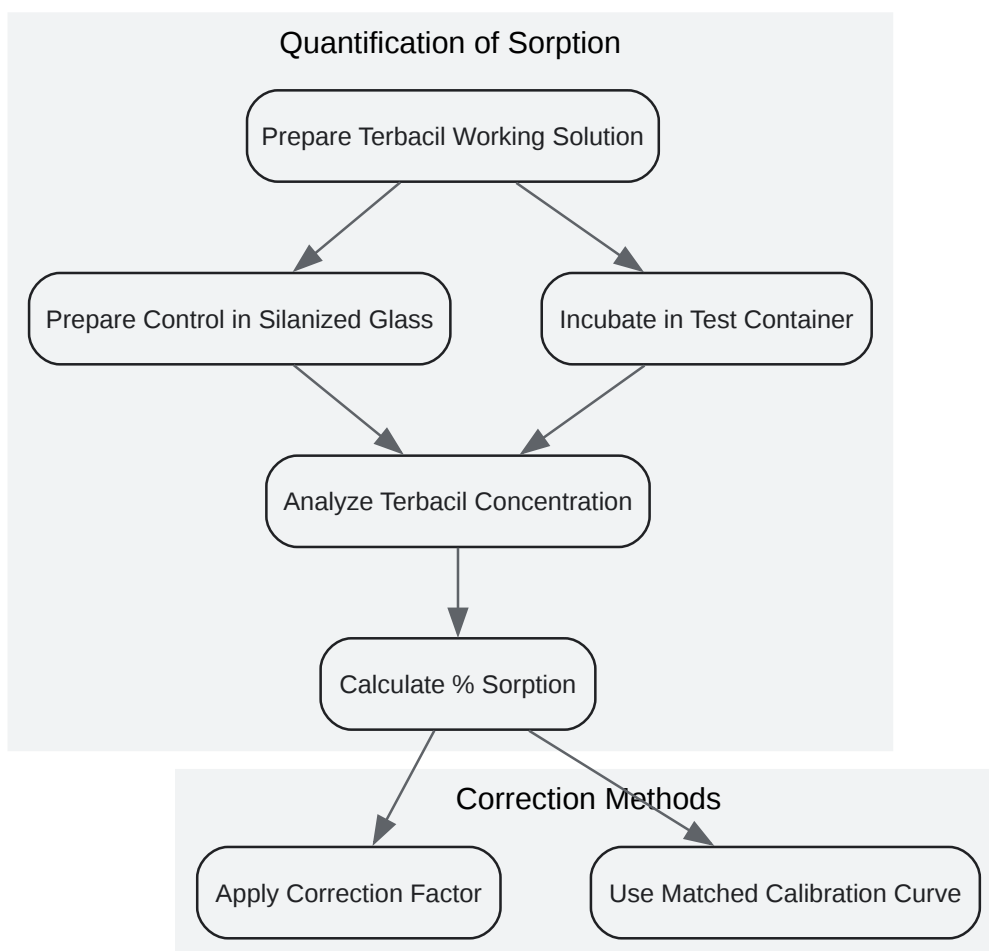 Quantification of Sorption
Prepare Terbacil Working Solution
Prepare Control in Silanized Glass
Incubate in Test Container
Analyze Terbacil Concentration
Calculate % Sorption
Correction Methods
Apply Correction Factor
Use Matched Calibration Curve